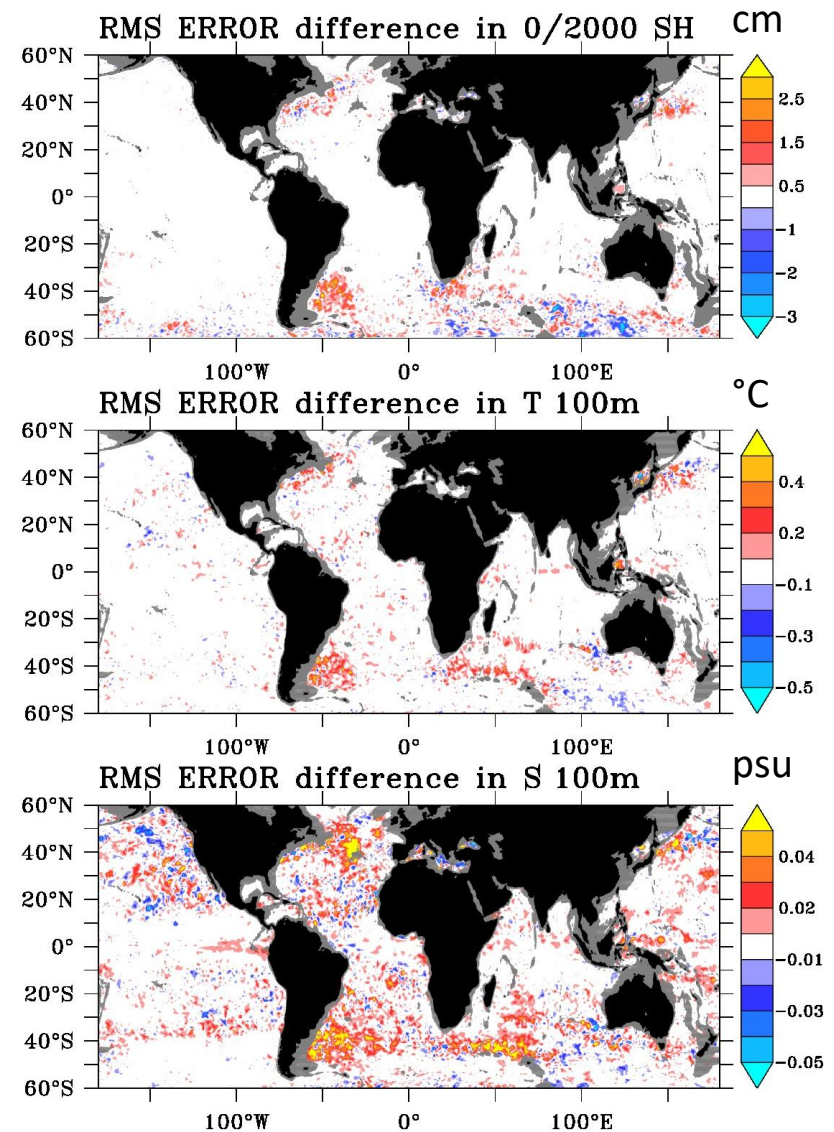 RMS ERROR difference in 0/2000 SH
cm
60°N
40°N
20°N
0°
20°S
40°S
60°S
100°W 0° 100°E
2.5
1.5
0.5
-1
-2
-3
RMS ERROR difference in T 100m
°C
60°N
40°N
20°N
0°
20°S
40°S
60°S
100°W 0° 100°E
0.4
0.2
-0.1
-0.3
-0.5
RMS ERROR difference in S 100m
psu
60°N
40°N
20°N
0°
20°S
40°S
60°S
100°W 0° 100°E
0.04
0.02
-0.01
-0.03
-0.05